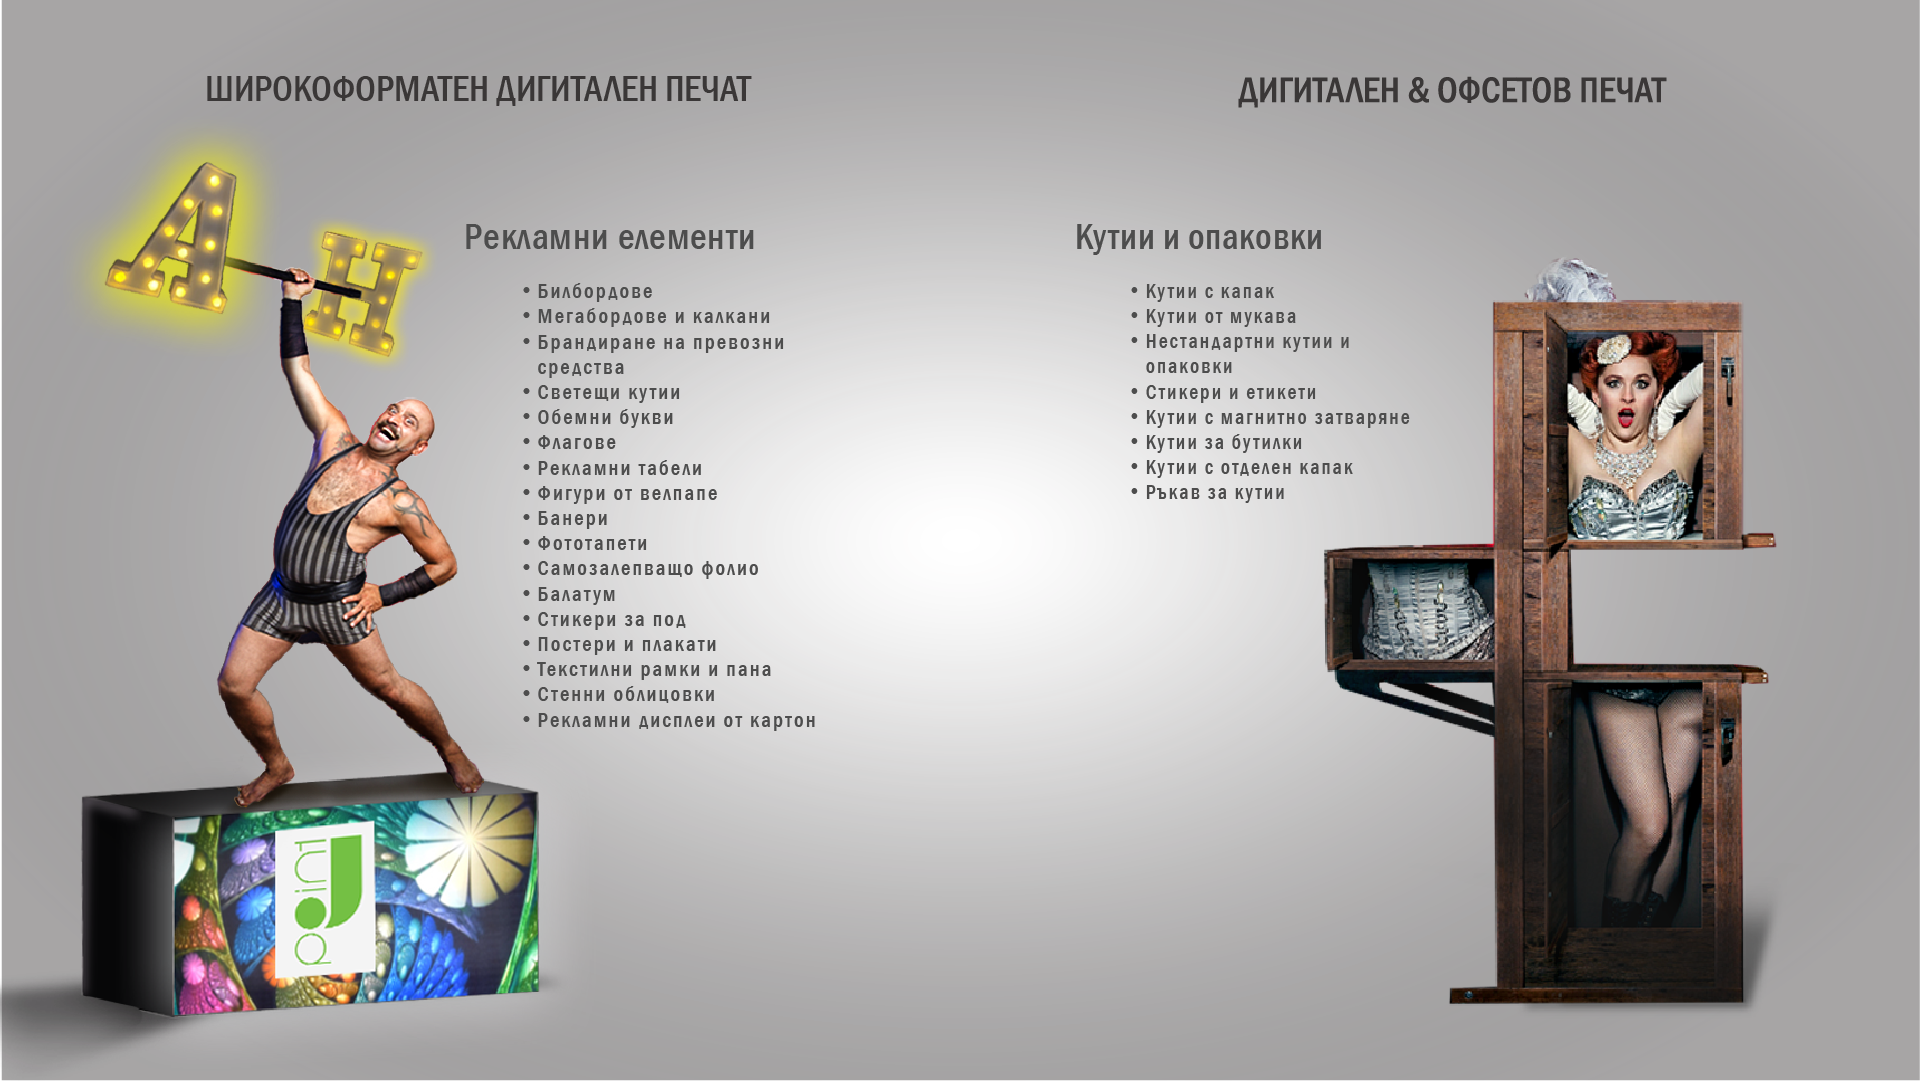 ШИРОКОФОРМАТЕН ДИГИТАЛЕН ПЕЧАТ
A H
Рекламни елементи
• Билбордове
• Мегабордове и калкани
• Брандиране на превозни
средства
• Светещи кутии
• Обемни букви
• Флагове
• Рекламни табели
• Фигури от велпапе
• Банери
• Фототапети
• Самозалепващо фолио
• Балатум
• Стикери за под
• Постери и плакати
• Текстилни рамки и пана
• Стенни облицовки
• Рекламни дисплеи от картон
ДИГИТАЛЕН & ОФСЕТОВ ПЕЧАТ
Кутии и опаковки
• Кутии с капак
• Кутии от мукава
• Нестандартни кутии и
опаковки
• Стикери и етикети
• Кутии с магнитно затваряне
• Кутии за бутилки
• Кутии с отделен капак
• Ръкав за кутии